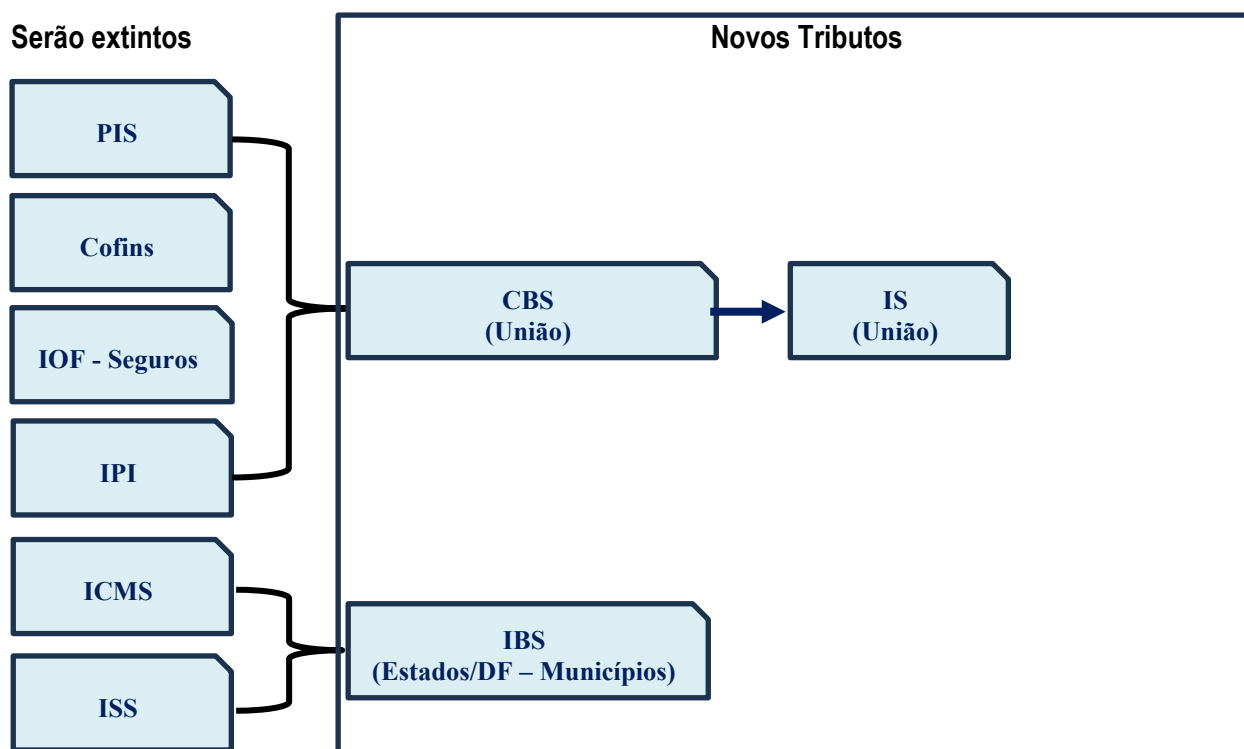 Serão extintos
Novos Tributos
PIS
Cofins
IOF - Seguros
IPI
CBS
(União)
IS
(União)
ICMS
ISS
IBS
(Estados/DF – Municípios)